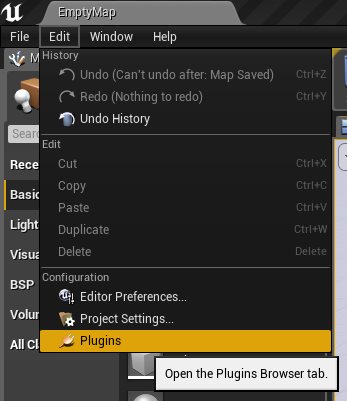 EmptyMap
File Edit Window Help
M
History
Undo (Can't undo after: Map Saved) Ctrl+Z
Redo (Nothing to redo) Ctrl+Y
Undo History
Sear
Edit
Rece
Cut Ctrl+X
Basic
Copy Ctrl+C
Paste Ctrl+V
Light
Duplicate Ctrl+W
Visua
Delete Delete
BSP
Configuration
Editor Preferences...
Volu
Project Settings...
All Cl
Plugins
Open the Plugins Browser tab.